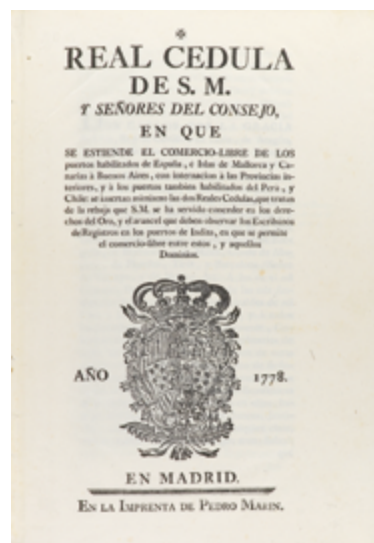 REAL CEDULA
DE S. M.
Y SEÑORES DEL CONSEJO,
EN QUE
SE ESTIENDE EL COMERCIO-LIBRE DE LOS
puertos habilitados de España, é Islas de Mallorca y Ca-
narias à Buenos Aires, con internacion à las Provincias in-
teriores, y à los puertos tambien habilitados del Perú, y
Chile: se insertan asimismo las dos Reales Cedulas, que tratan
de la rebaja que S.M. se ha servido conceder en los dere-
chos del Oro, y el arancel que deben observar los Escribanos
de Registros en los puertos de Indias, en que se permite
el comercio-libre entre estos, y aquellos
Dominios.
AÑO 1778.
EN MADRID.
EN LA IMPRENTA DE PEDRO MARIN.